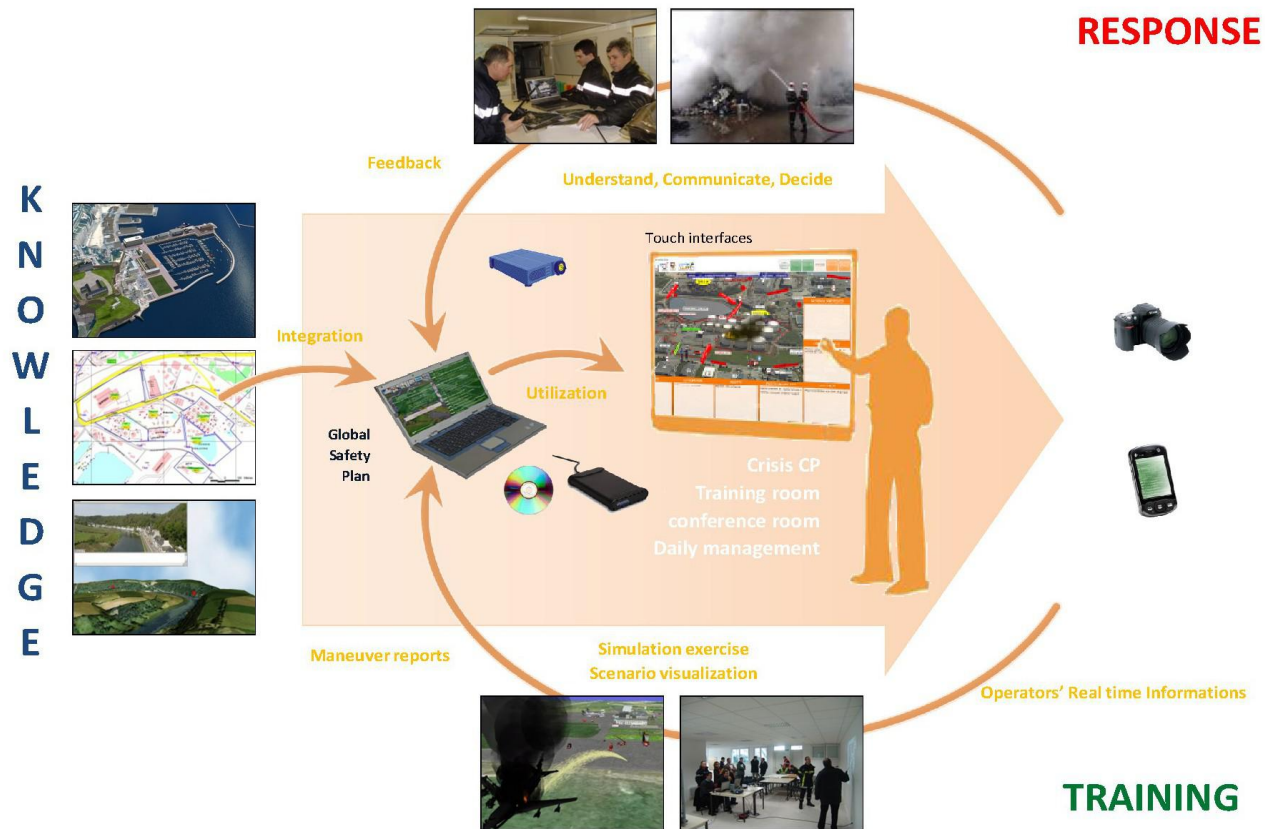 RESPONSE
Feedback
Understand, Communicate, Decide
KNOWLEDGE
Touch interfaces
Integration
Utilization
Global
Safety
Plan
Crisis CP
Training room
conference room
Daily management
Maneuver reports
Simulation exercise
Scenario visualization
Operators' Real time Informations
TRAINING